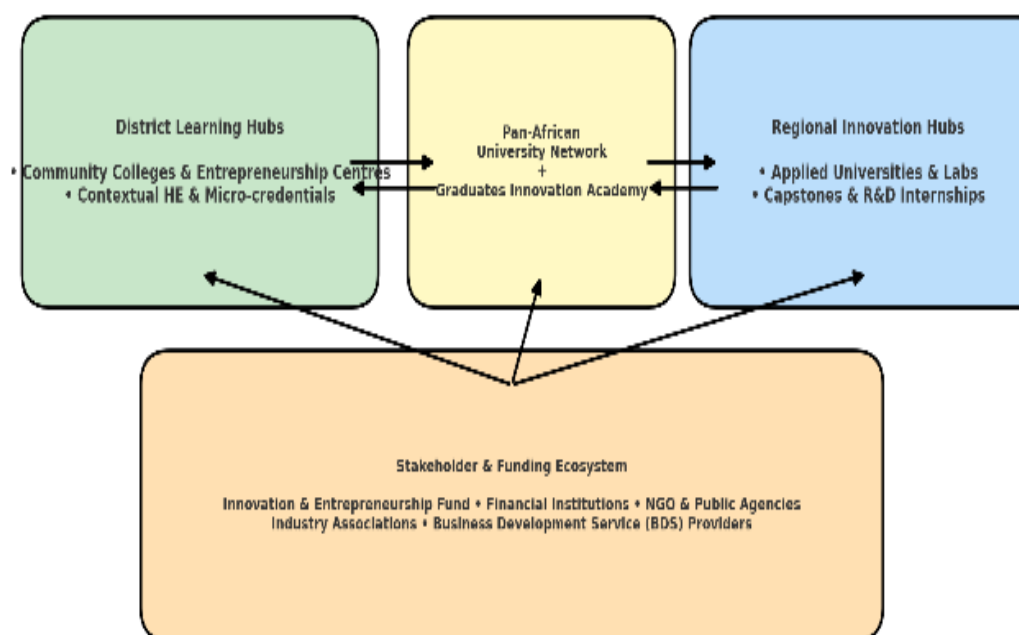 District Learning Hubs
• Community Colleges & Entrepreneurship Centres
• Contextual HE & Micro-credentials
Pan-African
University Network
+
Graduates Innovation Academy
Regional Innovation Hubs
• Applied Universities & Labs
• Capstones & R&D Internships
Stakeholder & Funding Ecosystem
Innovation & Entrepreneurship Fund • Financial Institutions • NGO & Public Agencies
Industry Associations • Business Development Service (BDS) Providers